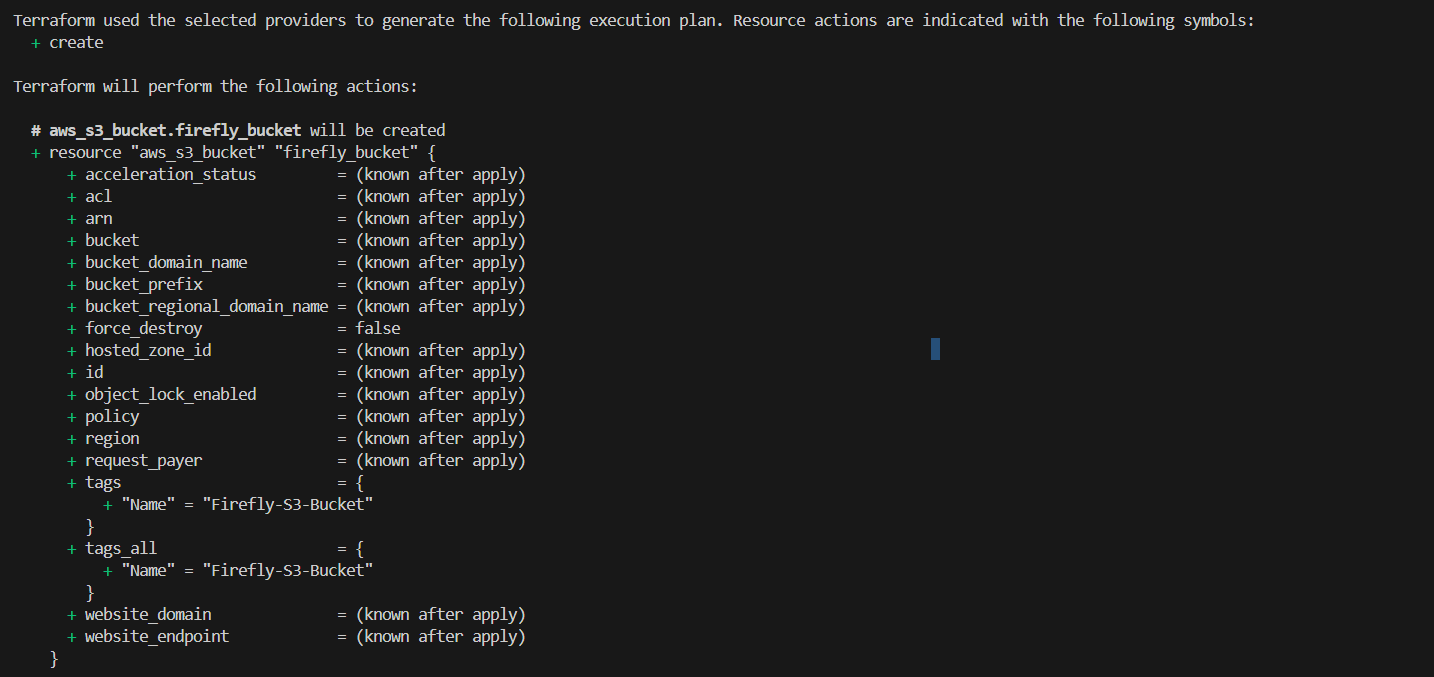 Terraform used the selected providers to generate the following execution plan. Resource actions are indicated with the following symbols:
  + create

Terraform will perform the following actions:

  # aws_s3_bucket.firefly_bucket will be created
  + resource "aws_s3_bucket" "firefly_bucket" {
      + acceleration_status         = (known after apply)
      + acl                         = (known after apply)
      + arn                         = (known after apply)
      + bucket                      = (known after apply)
      + bucket_domain_name          = (known after apply)
      + bucket_prefix               = (known after apply)
      + bucket_regional_domain_name = (known after apply)
      + force_destroy               = false
      + hosted_zone_id              = (known after apply)
      + id                          = (known after apply)
      + object_lock_enabled         = (known after apply)
      + policy                      = (known after apply)
      + region                      = (known after apply)
      + request_payer               = (known after apply)
      + tags                        = {
          + "Name" = "Firefly-S3-Bucket"
        }
      + tags_all                    = {
          + "Name" = "Firefly-S3-Bucket"
        }
      + website_domain              = (known after apply)
      + website_endpoint            = (known after apply)
    }